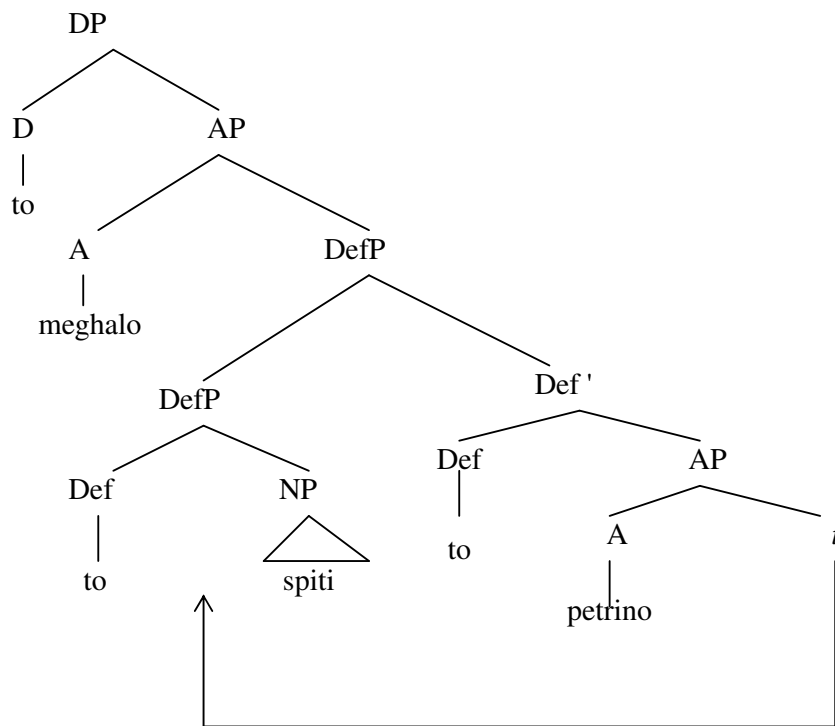 DP
D AP
to
A DefP
meghalo
DefP Def '
Def NP Def AP
to spiti to A t
petrino